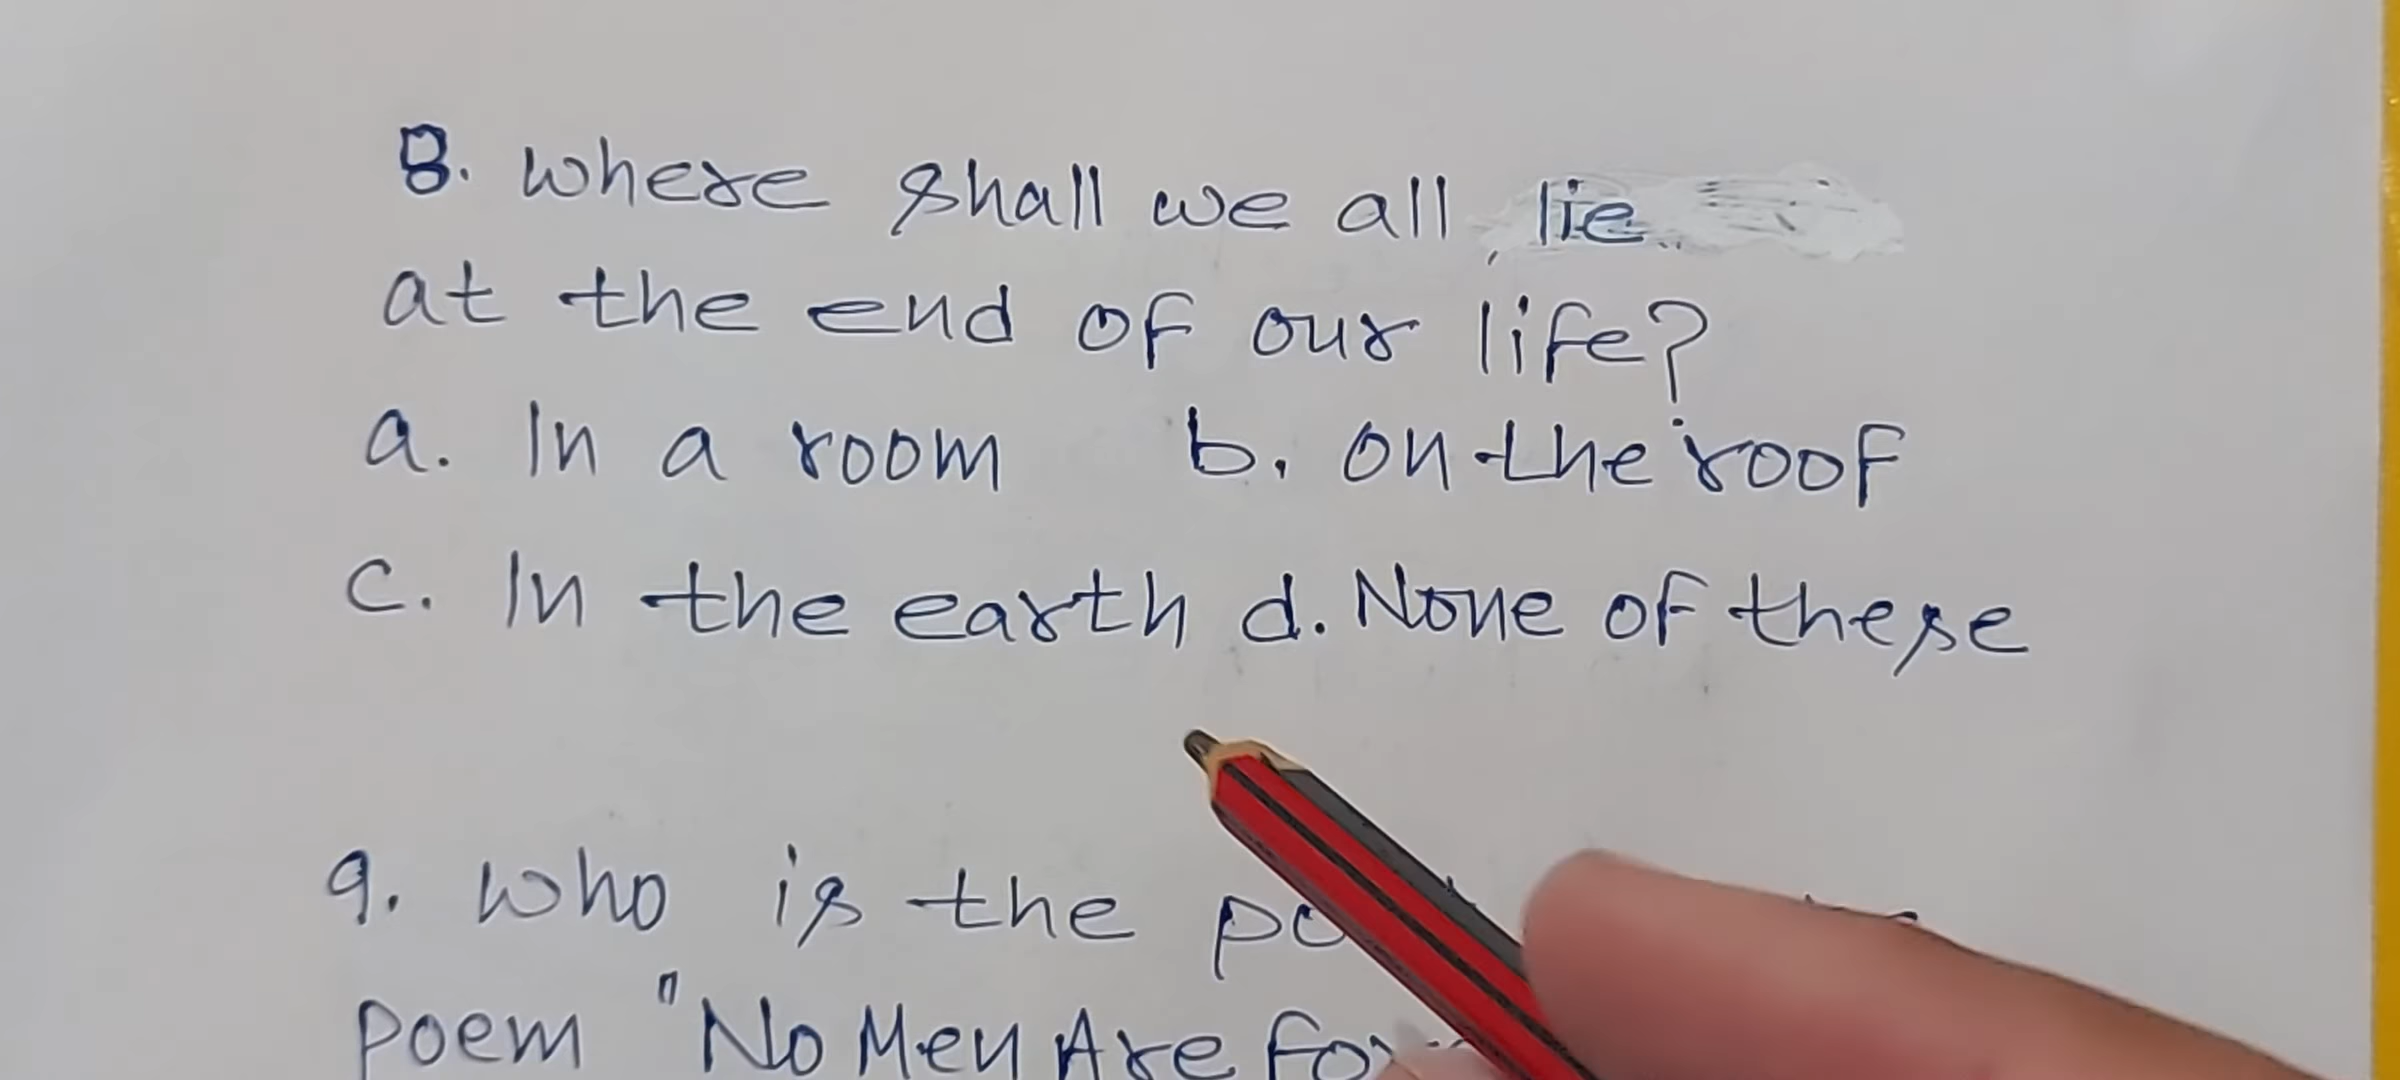 8. Where shall we all lie
at the end of our life?
a. In a room b. on the roof
c. In the earth d. None of these
9. Who is the
poem "No Men Are